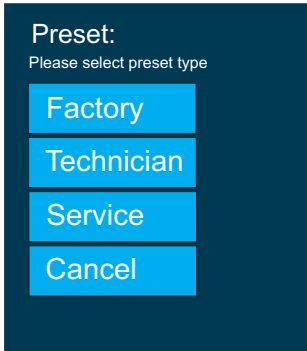 Preset:
Please select preset type
Factory
Technician
Service
Cancel